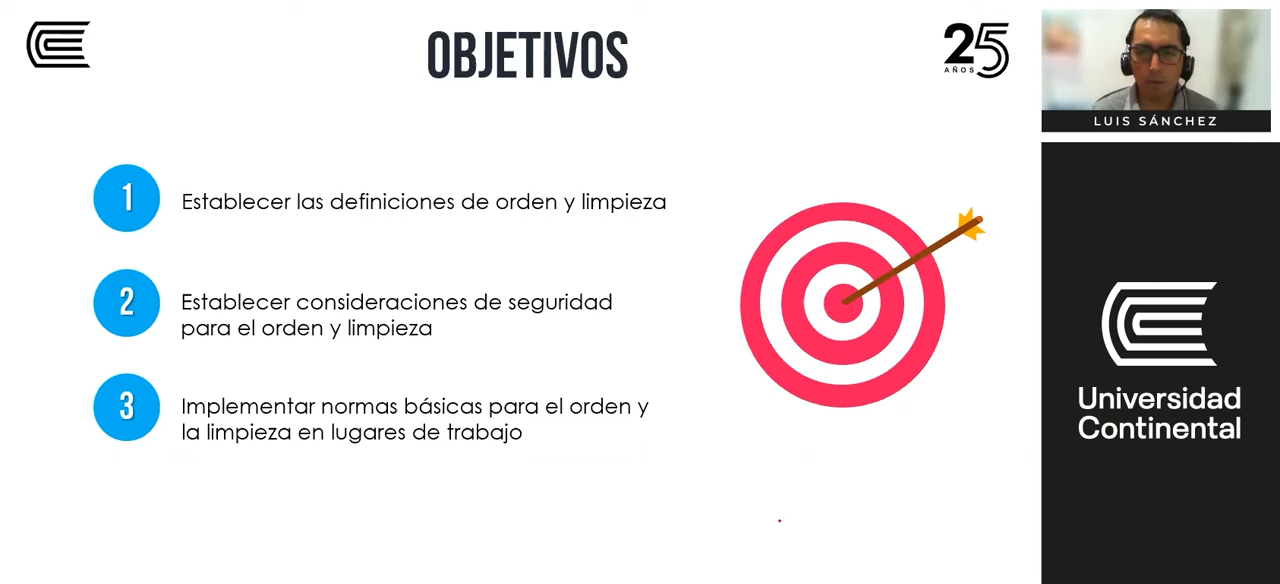 OBJETIVOS
25
AÑOS
1
Establecer las definiciones de orden y limpieza
2
Establecer consideraciones de seguridad
para el orden y limpieza
3
Implementar normas básicas para el orden y
la limpieza en lugares de trabajo
LUIS SÁNCHEZ
Universidad
Continental